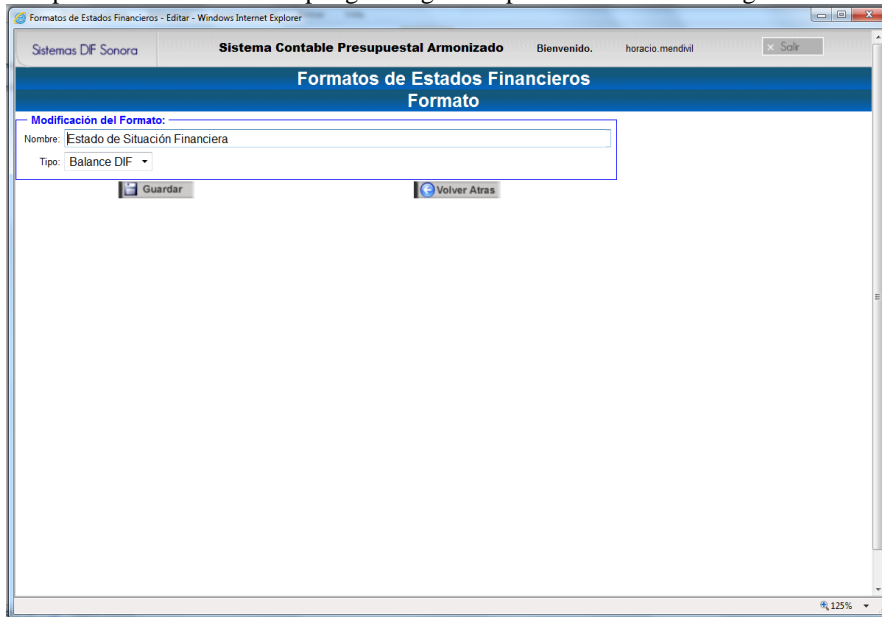 Formatos de Estados Financieros - Editar - Windows Internet Explorer
Sistemas DIF Sonora
Sistema Contable Presupuestal Armonizado
Bienvenido.
horacio.mendivil
× Salir
Formatos de Estados Financieros
Formato
Modificación del Formato:
Nombre: Estado de Situación Financiera
Tipo: Balance DIF
Guardar
Volver Atras
125%